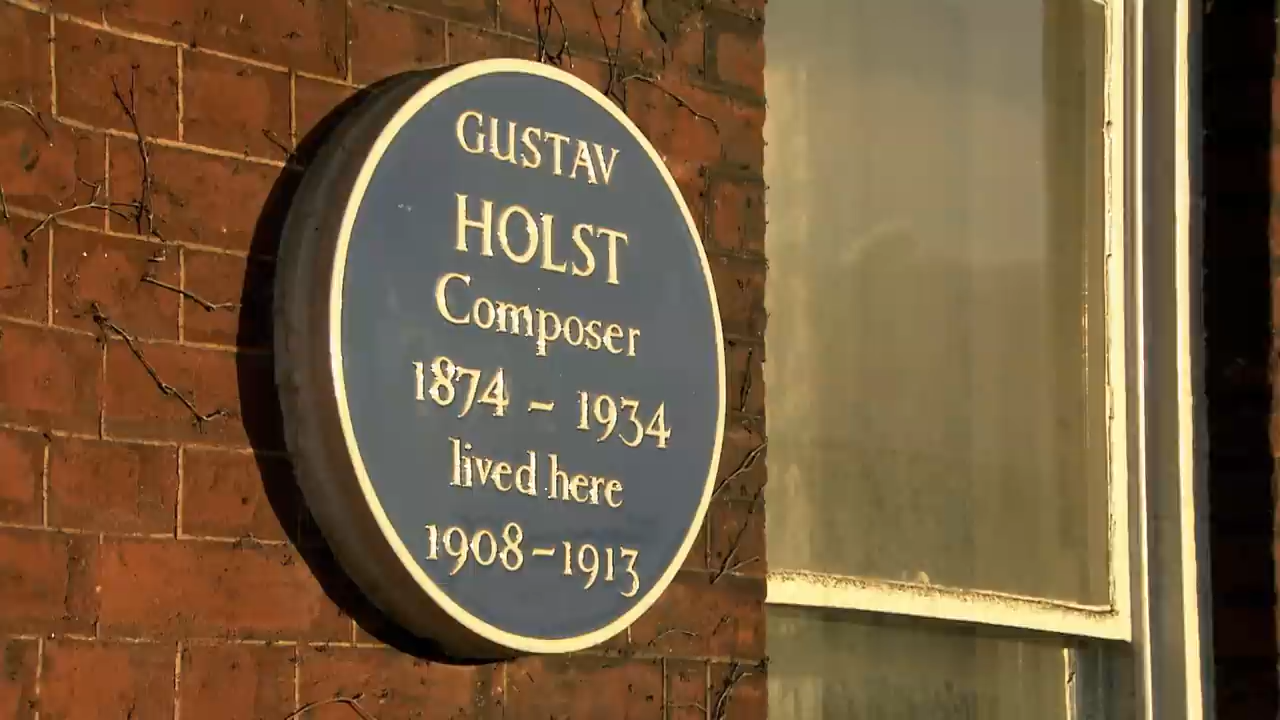 GUSTAV
HOLST
Composer
1874 - 1934
lived here
1908-1913